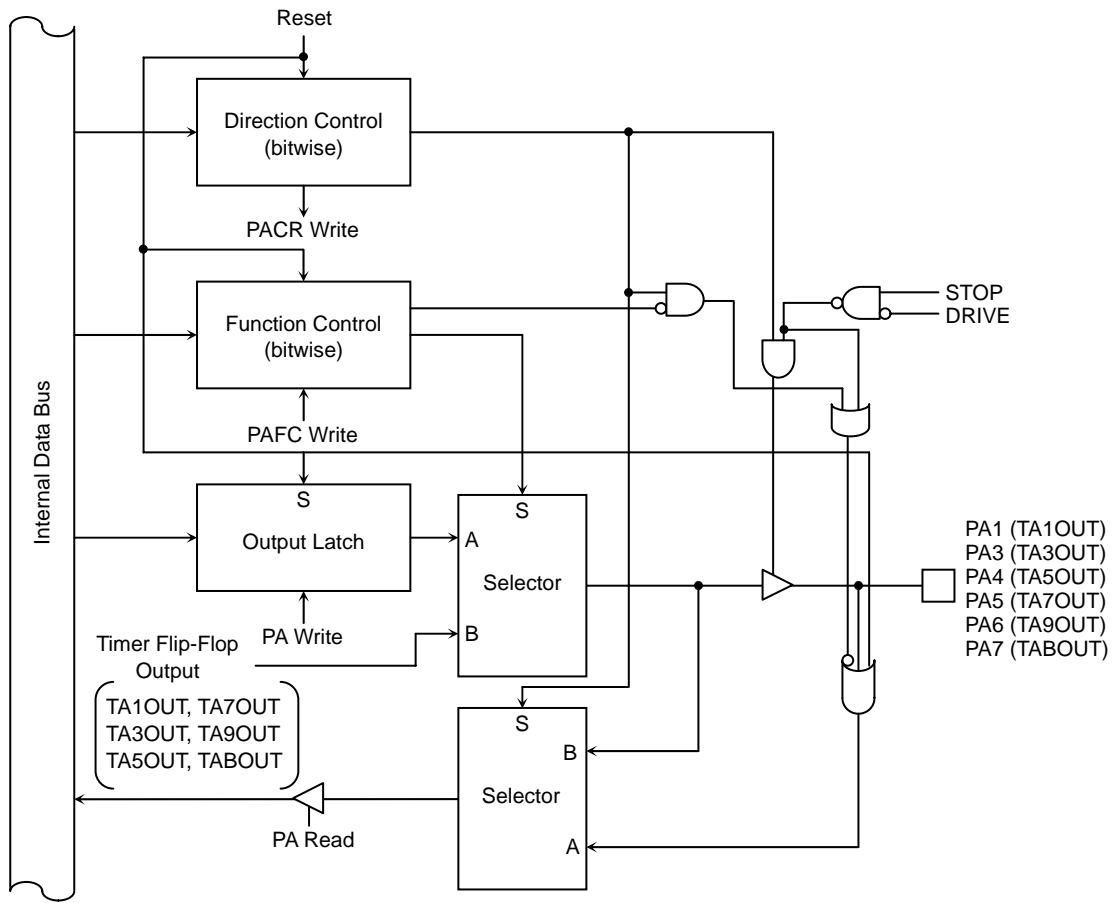 Reset
Direction Control
(bitwise)
PACR Write
STOP
DRIVE
Function Control
(bitwise)
PAFC Write
Internal Data Bus
S
Output Latch
S
A
Selector
B
PA Write
PA1 (TA1OUT)
PA3 (TA3OUT)
PA4 (TA5OUT)
PA5 (TA7OUT)
PA6 (TA9OUT)
PA7 (TABOUT)
Timer Flip-Flop
Output
TA1OUT, TA7OUT
TA3OUT, TA9OUT
TA5OUT, TABOUT
S
B
Selector
A
PA Read